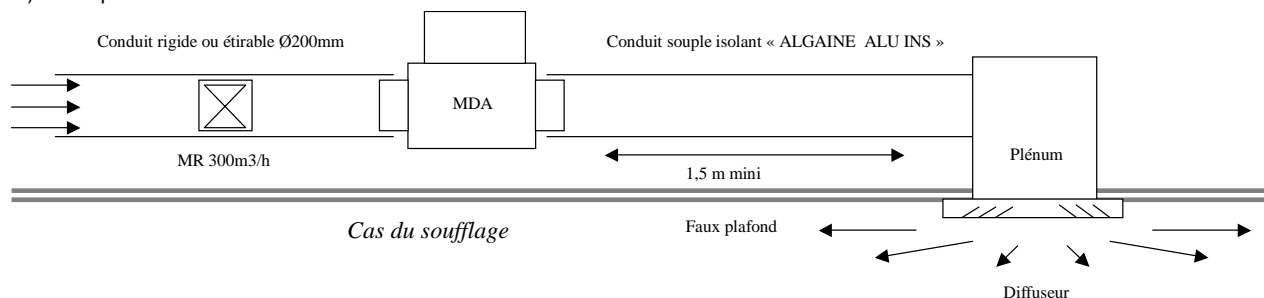 Conduit rigide ou étirable Ø200mm
Conduit souple isolant « ALGAINE ALU INS »
MDA
MR 300m3/h
1,5 m mini
Plénum
Cas du soufflage
Faux plafond
Diffuseur